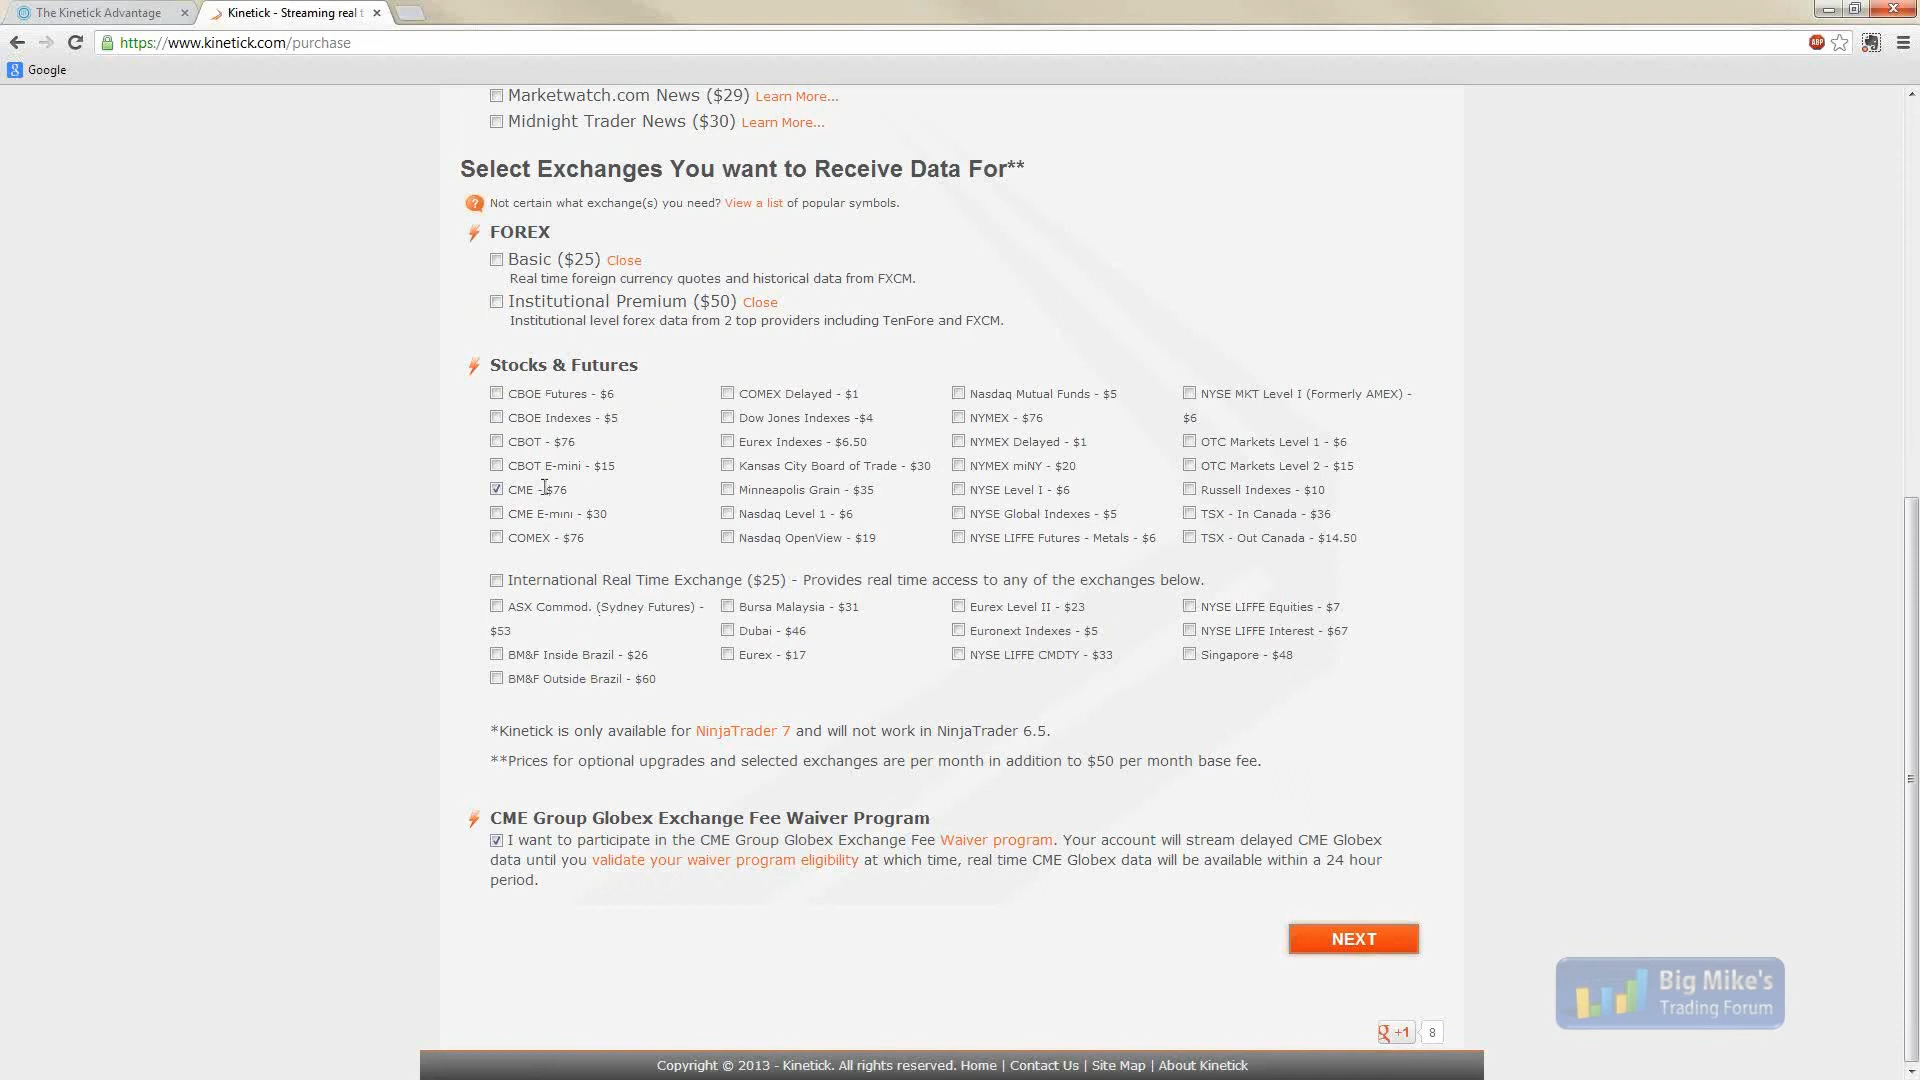 The Kinetick Advantage
Kinetick - Streaming real t
https://www.kinetick.com/purchase
ABP
Google
Marketwatch.com News ($29) Learn More...
Midnight Trader News ($30) Learn More...
Select Exchanges You want to Receive Data For**
? Not certain what exchange(s) you need? View a list of popular symbols.
FOREX
Basic ($25) Close
Real time foreign currency quotes and historical data from FXCM.
Institutional Premium ($50) Close
Institutional level forex data from 2 top providers including TenFore and FXCM.
Stocks & Futures
CBOE Futures - $6
CBOE Indexes - $5
CBOT - $76
CBOT E-mini - $15
CME - $76
CME E-mini - $30
COMEX - $76
COMEX Delayed - $1
Dow Jones Indexes -$4
Eurex Indexes - $6.50
Kansas City Board of Trade - $30
Minneapolis Grain - $35
Nasdaq Level 1 - $6
Nasdaq OpenView - $19
Nasdaq Mutual Funds - $5
NYMEX - $76
NYMEX Delayed - $1
NYMEX miNY - $20
NYSE Level I - $6
NYSE Global Indexes - $5
NYSE LIFFE Futures - Metals - $6
NYSE MKT Level I (Formerly AMEX) -
$6
OTC Markets Level 1 - $6
OTC Markets Level 2 - $15
Russell Indexes - $10
TSX - In Canada - $36
TSX - Out Canada - $14.50
International Real Time Exchange ($25) - Provides real time access to any of the exchanges below.
ASX Commod. (Sydney Futures) -
$53
BM&F Inside Brazil - $26
BM&F Outside Brazil - $60
Bursa Malaysia - $31
Dubai - $46
Eurex - $17
Eurex Level II - $23
Euronext Indexes - $5
NYSE LIFFE CMDTY - $33
NYSE LIFFE Equities - $7
NYSE LIFFE Interest - $67
Singapore - $48
*Kinetick is only available for NinjaTrader 7 and will not work in NinjaTrader 6.5.
**Prices for optional upgrades and selected exchanges are per month in addition to $50 per month base fee.
CME Group Globex Exchange Fee Waiver Program
I want to participate in the CME Group Globex Exchange Fee Waiver program. Your account will stream delayed CME Globex
data until you validate your waiver program eligibility at which time, real time CME Globex data will be available within a 24 hour
period.
NEXT
Big Mike's
Trading Forum
g +1 8
Copyright © 2013 - Kinetick. All rights reserved. Home | Contact Us | Site Map | About Kinetick